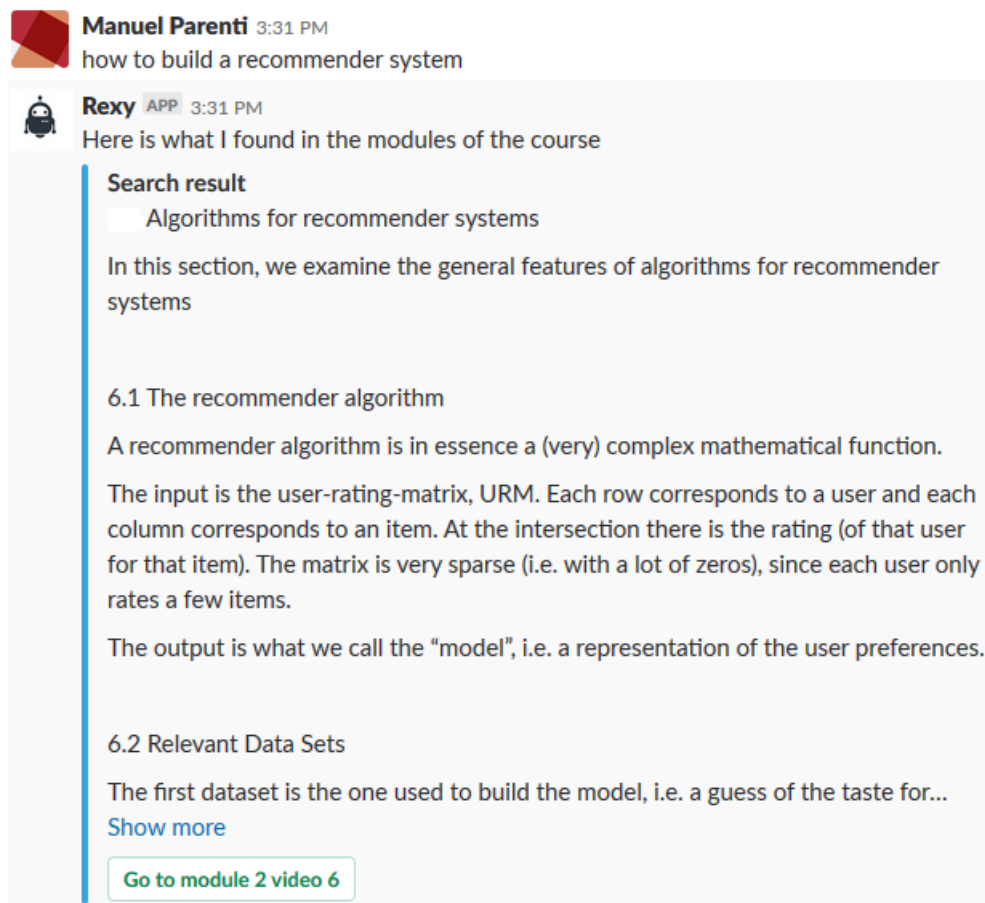 Manuel Parenti 3:31 PM
how to build a recommender system
Rexy APP 3:31 PM
Here is what I found in the modules of the course
Search result
Algorithms for recommender systems
In this section, we examine the general features of algorithms for recommender
systems
6.1 The recommender algorithm
A recommender algorithm is in essence a (very) complex mathematical function.
The input is the user-rating-matrix, URM. Each row corresponds to a user and each
column corresponds to an item. At the intersection there is the rating (of that user
for that item). The matrix is very sparse (i.e. with a lot of zeros), since each user only
rates a few items.
The output is what we call the “model”, i.e. a representation of the user preferences.
6.2 Relevant Data Sets
The first dataset is the one used to build the model, i.e. a guess of the taste for...
Show more
Go to module 2 video 6